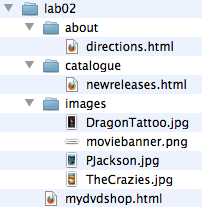 lab02
about
directions.html
catalogue
newreleases.html
images
DragonTattoo.jpg
moviebanner.png
PJackson.jpg
TheCrazies.jpg
mydvdshop.html